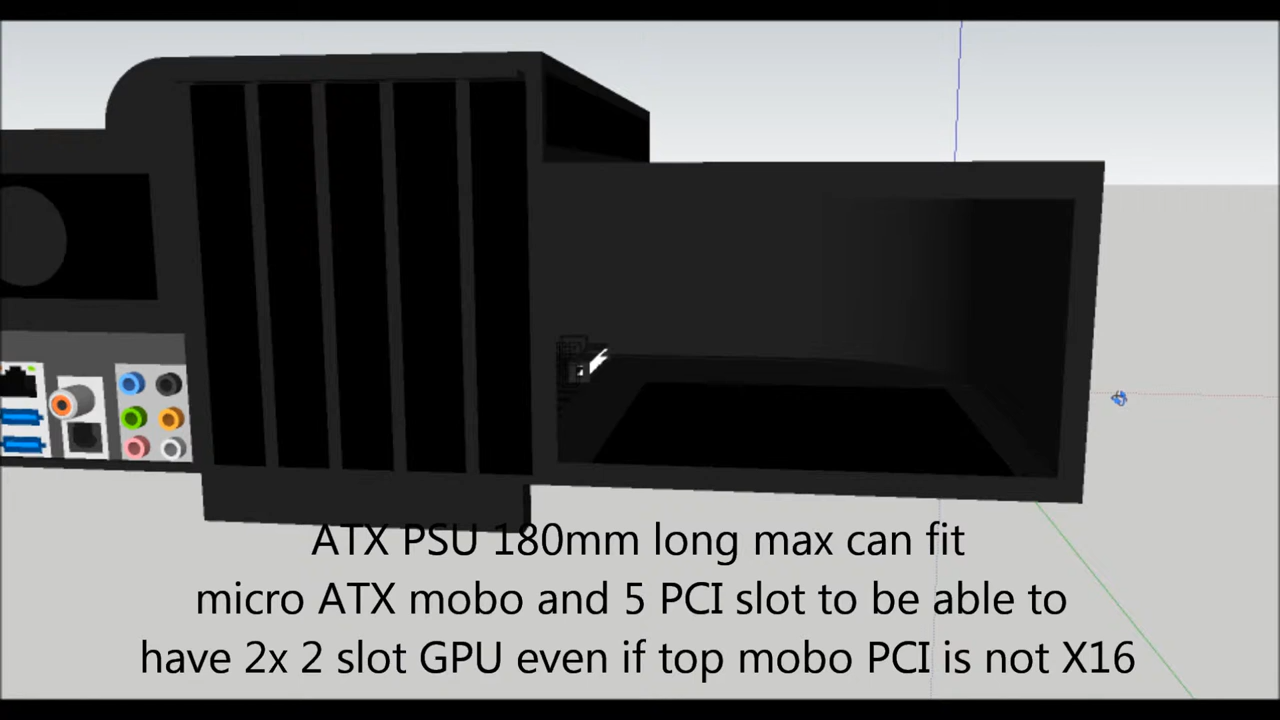 ATX PSU 180mm long max can fit
micro ATX mobo and 5 PCI slot to be able to
have 2x 2 slot GPU even if top mobo PCI is not X16